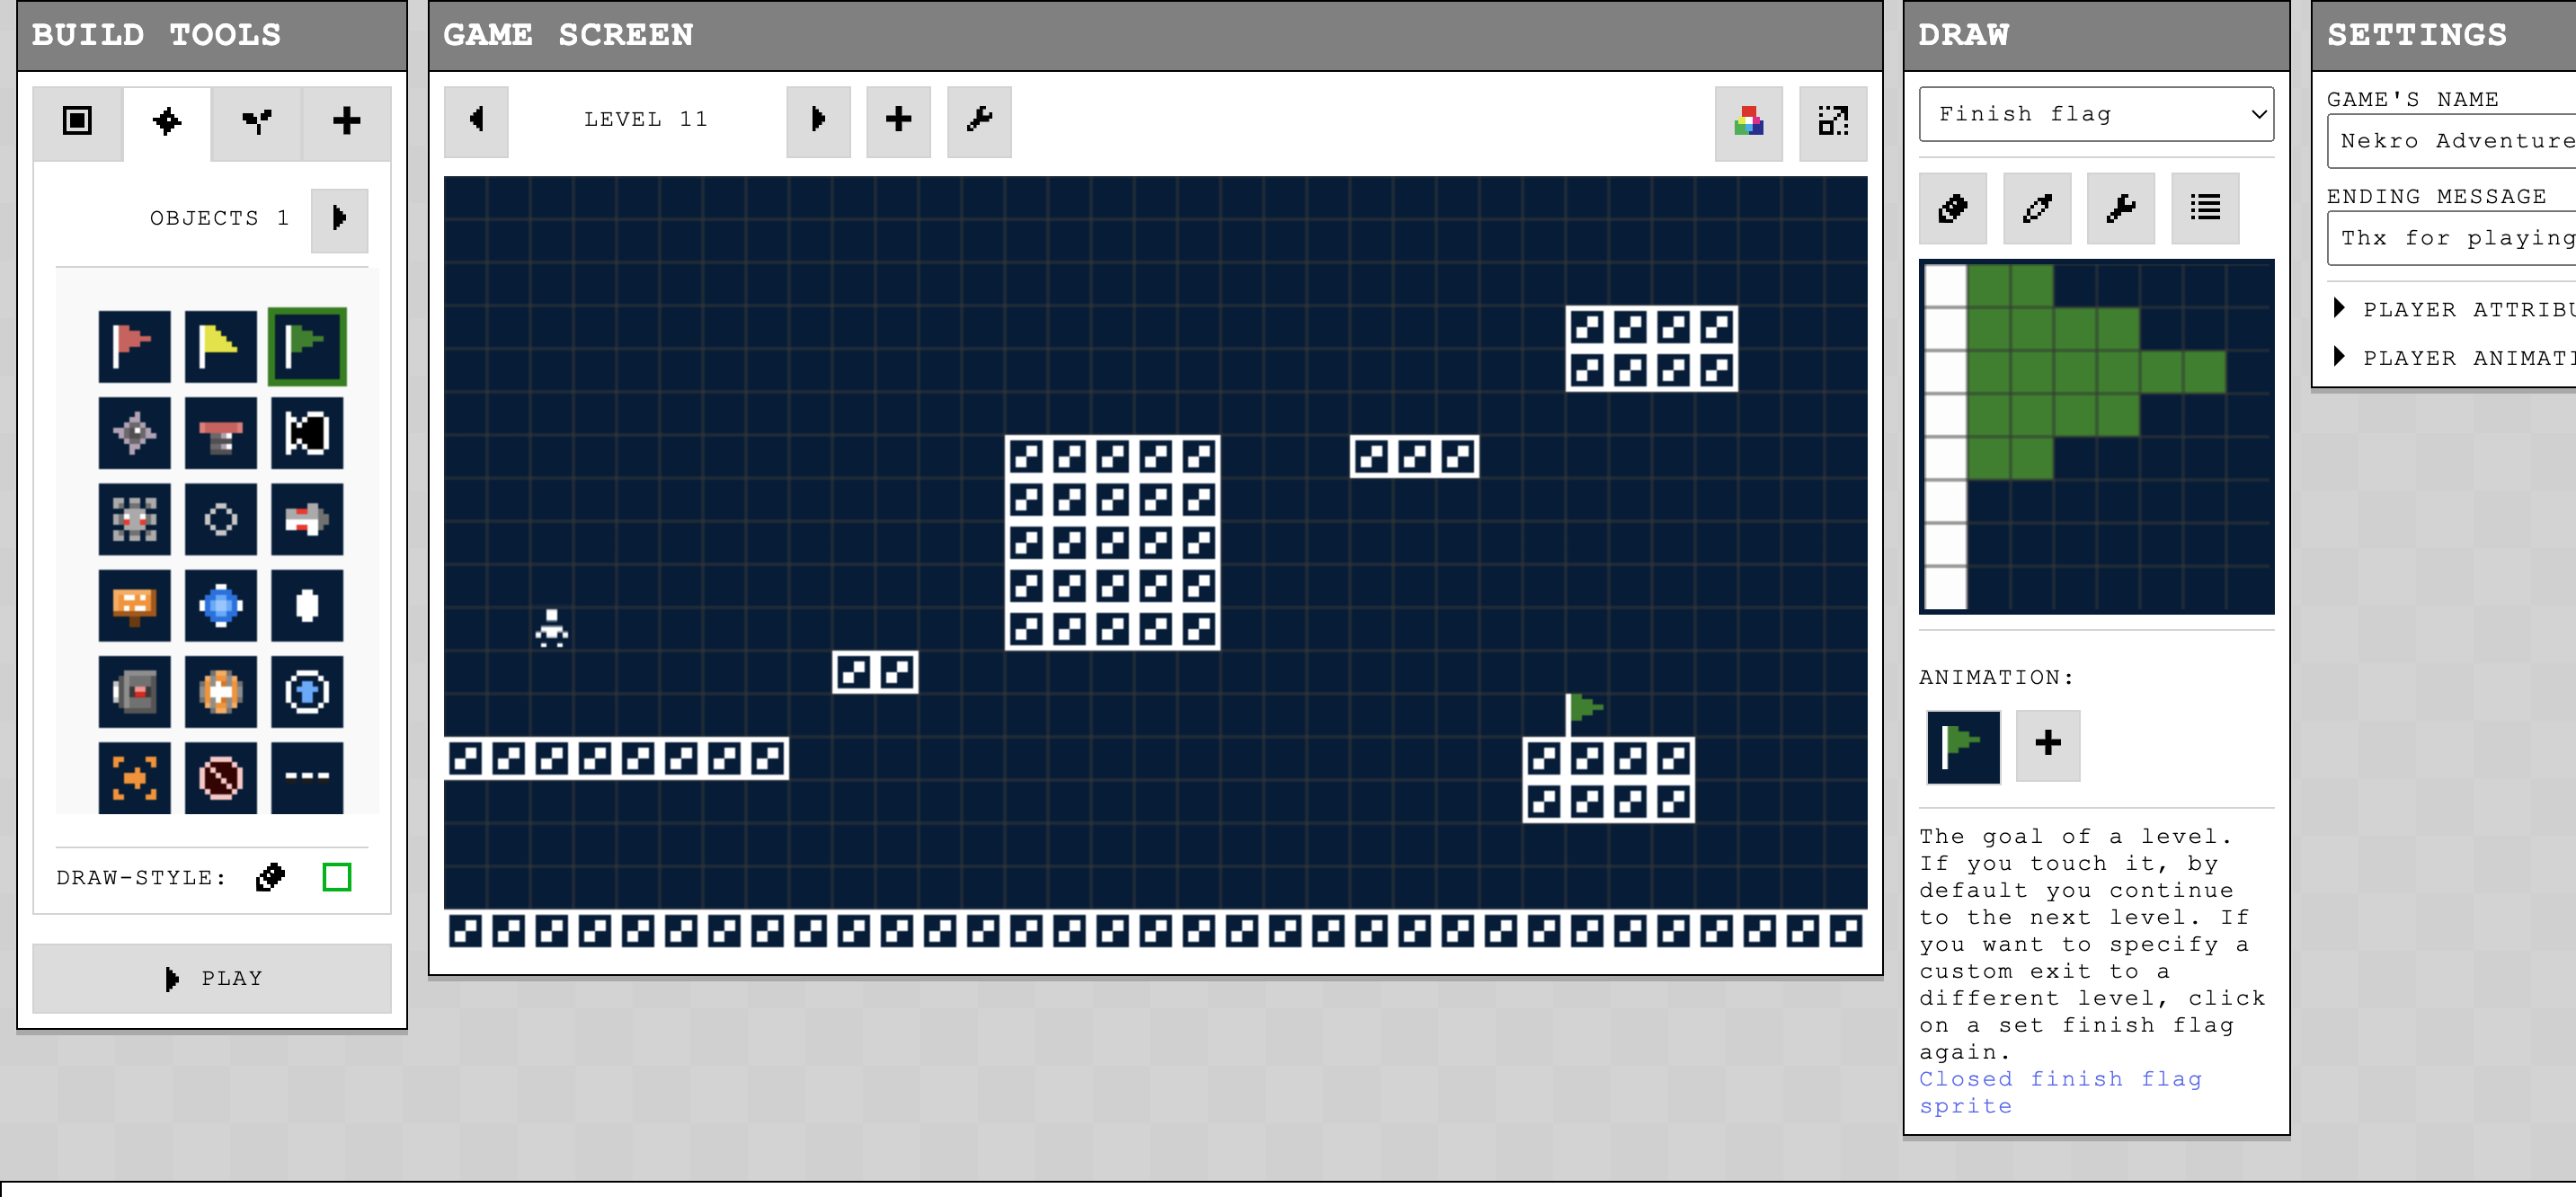 BUILD TOOLS
OBJECTS 1
DRAW-STYLE:
PLAY
GAME SCREEN
LEVEL 11
DRAW
Finish flag
ANIMATION:
The goal of a level.
If you touch it, by
default you continue
to the next level. If
you want to specify a
custom exit to a
different level, click
on a set finish flag
again.
Closed finish flag
sprite
SETTINGS
GAME'S NAME
Nekro Adventure
ENDING MESSAGE
Thx for playing
PLAYER ATTRIBU
PLAYER ANIMATI